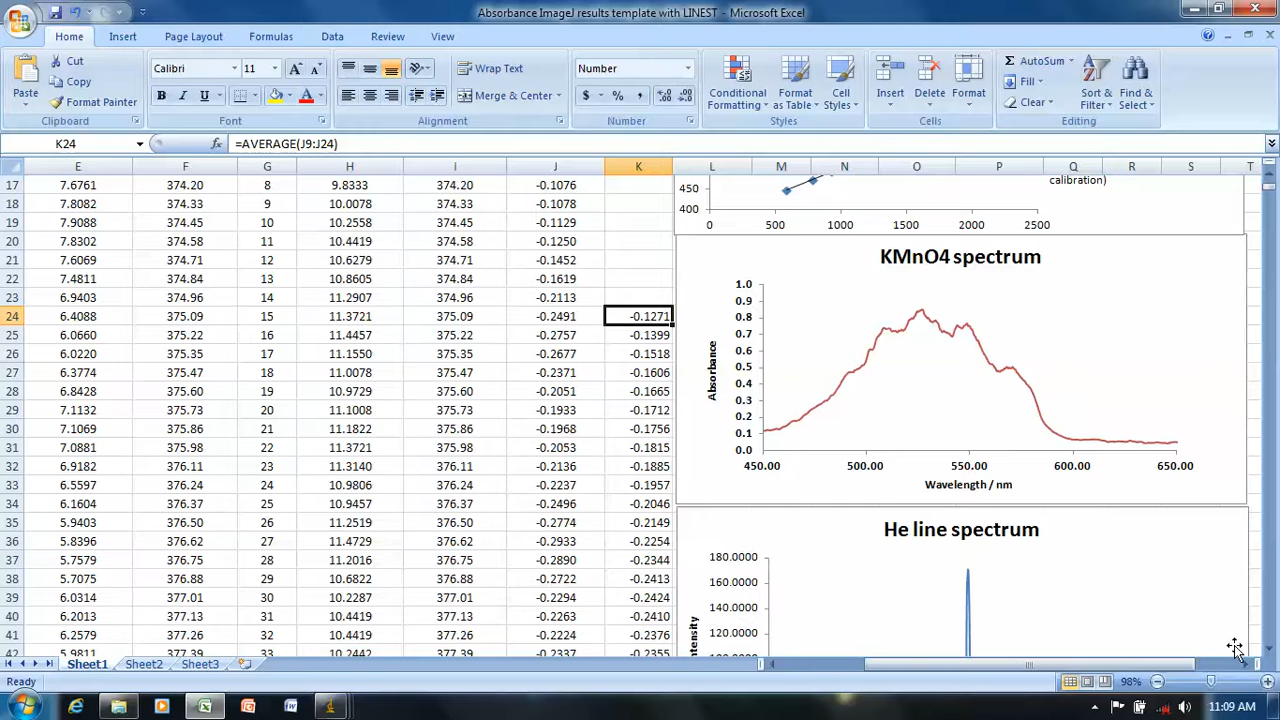 Absorbance ImageJ results template with LINEST - Microsoft Excel
Home Insert Page Layout Formulas Data Review View
Paste Cut Copy Format Painter Clipboard
Calibri 11 B I U A A A Font
Wrap Text Merge & Center Alignment
Number $ % , Number
Conditional Formatting Format as Table Cell Styles Styles
Insert Delete Format Cells
Σ AutoSum Fill Clear Sort & Filter Find & Select Editing
K24 fx =AVERAGE(J9:J24)
E F G H I J K L M N O P Q R S T
17 7.6761 374.20 8 9.8333 374.20 -0.1076
18 7.8082 374.33 9 10.0078 374.33 -0.1078
19 7.9088 374.45 10 10.2558 374.45 -0.1129
20 7.8302 374.58 11 10.4419 374.58 -0.1250
21 7.6069 374.71 12 10.6279 374.71 -0.1452
22 7.4811 374.84 13 10.8605 374.84 -0.1619
23 6.9403 374.96 14 11.2907 374.96 -0.2113
24 6.4088 375.09 15 11.3721 375.09 -0.2491 -0.1271
25 6.0660 375.22 16 11.4457 375.22 -0.2757 -0.1399
26 6.0220 375.35 17 11.1550 375.35 -0.2677 -0.1518
27 6.3774 375.47 18 11.0078 375.47 -0.2371 -0.1606
28 6.8428 375.60 19 10.9729 375.60 -0.2051 -0.1665
29 7.1132 375.73 20 11.1008 375.73 -0.1933 -0.1712
30 7.1069 375.86 21 11.1822 375.86 -0.1968 -0.1756
31 7.0881 375.98 22 11.3721 375.98 -0.2053 -0.1815
32 6.9182 376.11 23 11.3140 376.11 -0.2136 -0.1885
33 6.5597 376.24 24 10.9806 376.24 -0.2237 -0.1957
34 6.1604 376.37 25 10.9457 376.37 -0.2496 -0.2046
35 5.9403 376.50 26 11.2519 376.50 -0.2774 -0.2149
36 5.8396 376.62 27 11.4729 376.62 -0.2933 -0.2254
37 5.7579 376.75 28 11.2016 376.75 -0.2890 -0.2344
38 5.7075 376.88 29 10.6822 376.88 -0.2722 -0.2413
39 6.0314 377.01 30 10.2287 377.01 -0.2294 -0.2424
40 6.2013 377.13 31 10.4419 377.13 -0.2263 -0.2410
41 6.2579 377.26 32 10.4419 377.26 -0.2224 -0.2376
42 5.9811 377.39 33 10.2442 377.39 -0.2337 -0.2355
450
400
0 500 1000 1500 2000 2500
calibration)
KMnO4 spectrum
1.0
0.9
0.8
0.7
0.6
0.5
0.4
0.3
0.2
0.1
0.0
Absorbance
450.00 500.00 550.00 600.00 650.00
Wavelength / nm
He line spectrum
180.0000
160.0000
140.0000
120.0000
Sheet1 Sheet2 Sheet3
Ready 98%
11:09 AM